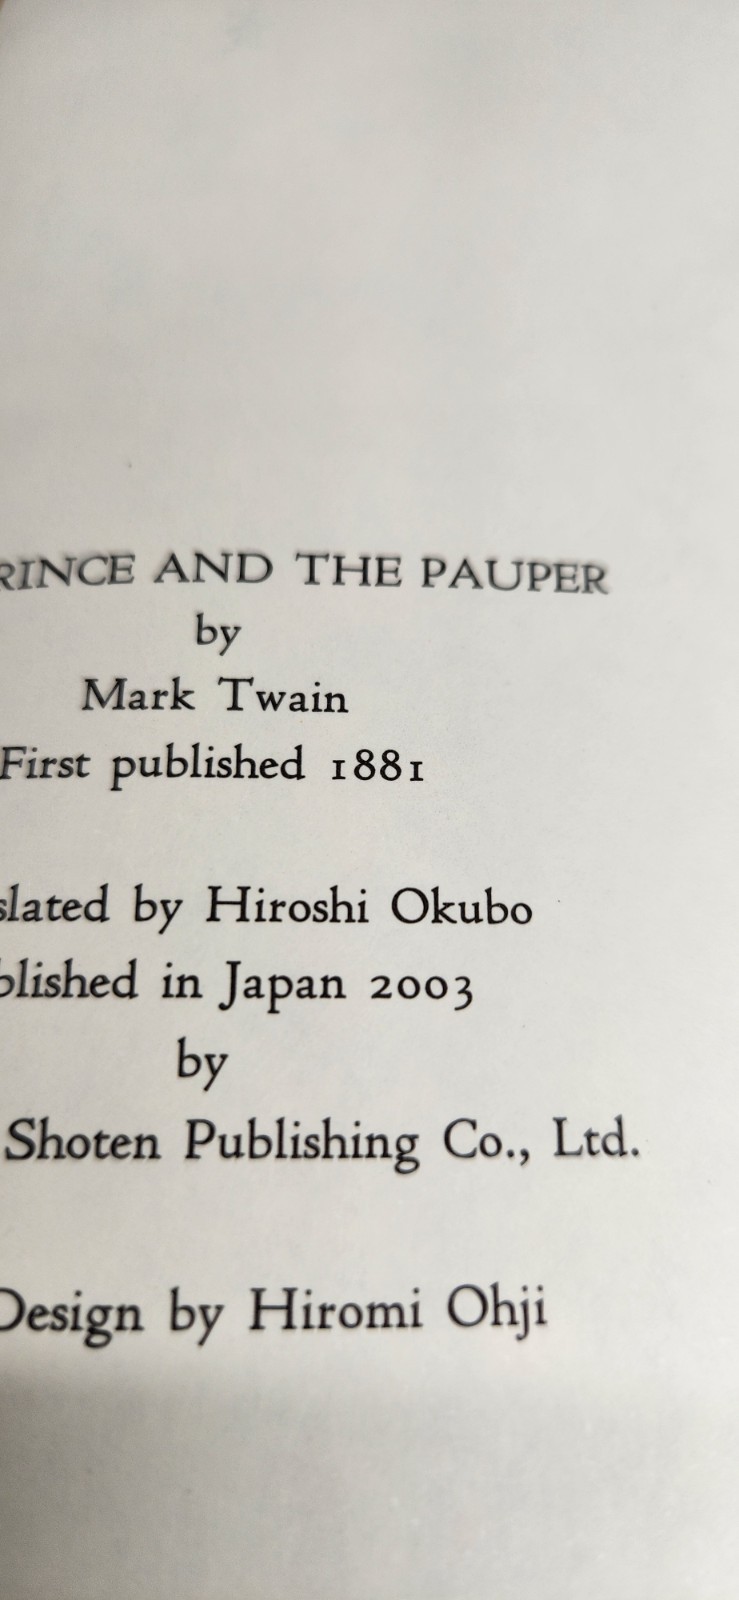 RINCE AND THE PAUPER
by
Mark Twain
First published 1881
slated by Hiroshi Okubo
blished in Japan 2003
by
Shoten Publishing Co., Ltd.
Design by Hiromi Ohji